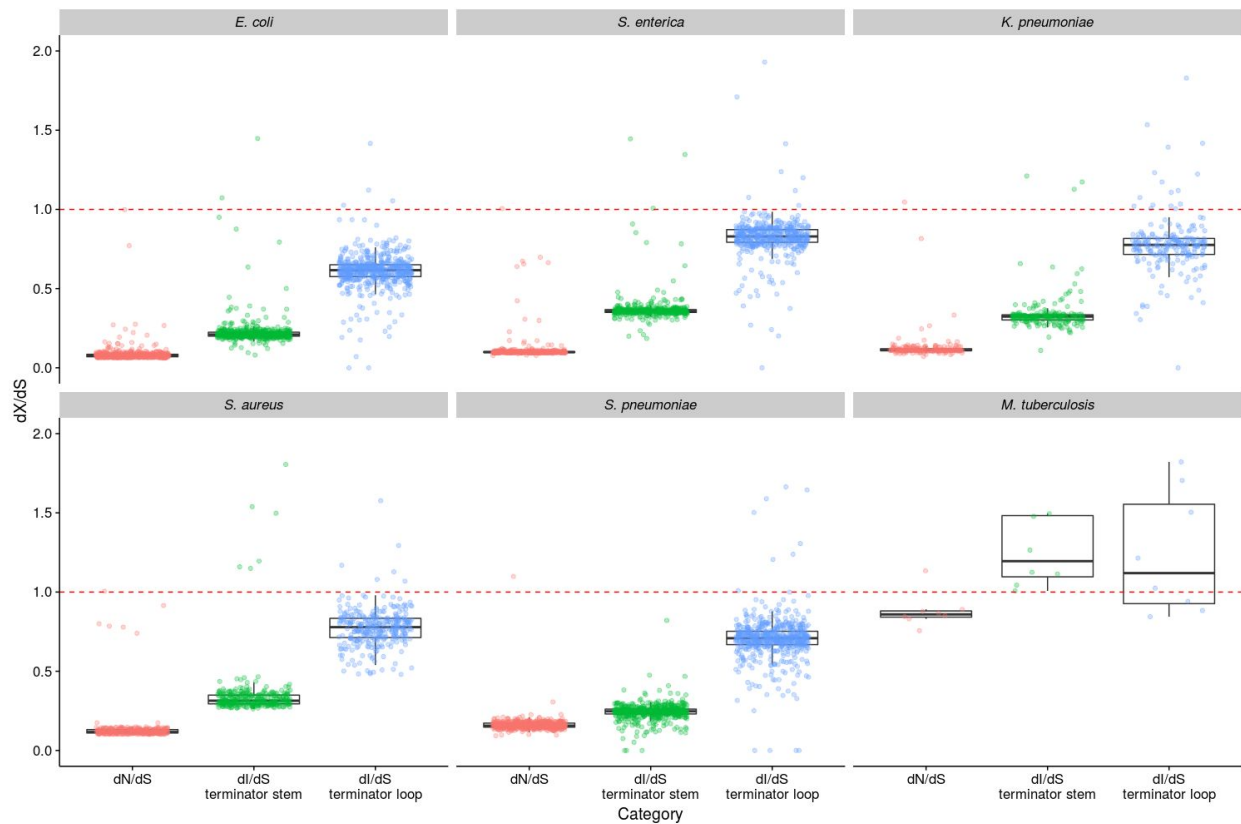 E. coli
S. enterica
K. pneumoniae
2.0
1.5
1.0
0.5
0.0
dX/dS
S. aureus
S. pneumoniae
M. tuberculosis
2.0
1.5
1.0
0.5
0.0
dN/dS
dI/dS
terminator stem
dI/dS
terminator loop
dN/dS
dI/dS
terminator stem
dI/dS
terminator loop
dN/dS
dI/dS
terminator stem
dI/dS
terminator loop
Category